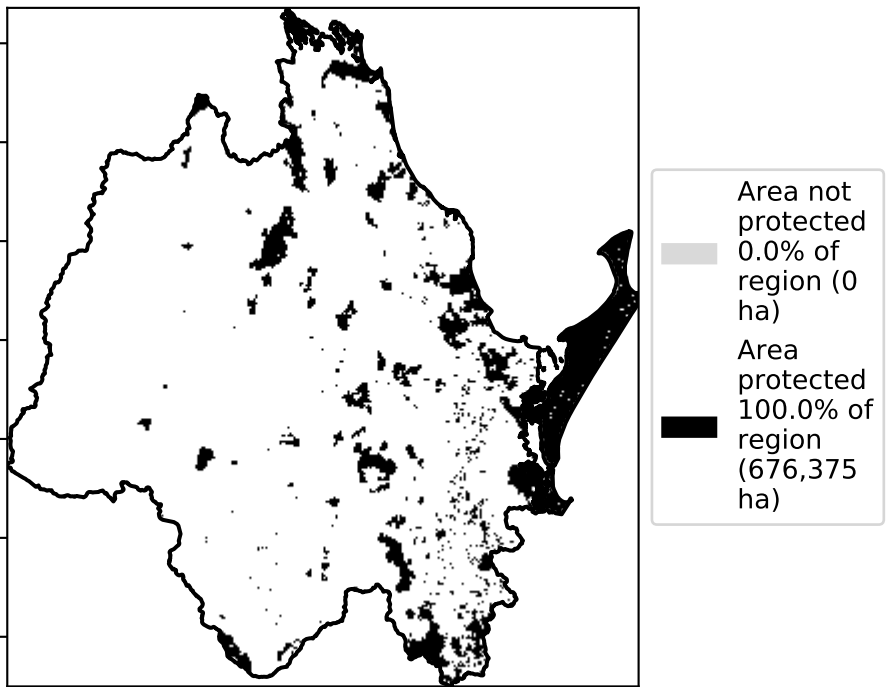 Area not
protected
0.0% of
region (0
ha)
Area
protected
100.0% of
region
(676,375
ha)